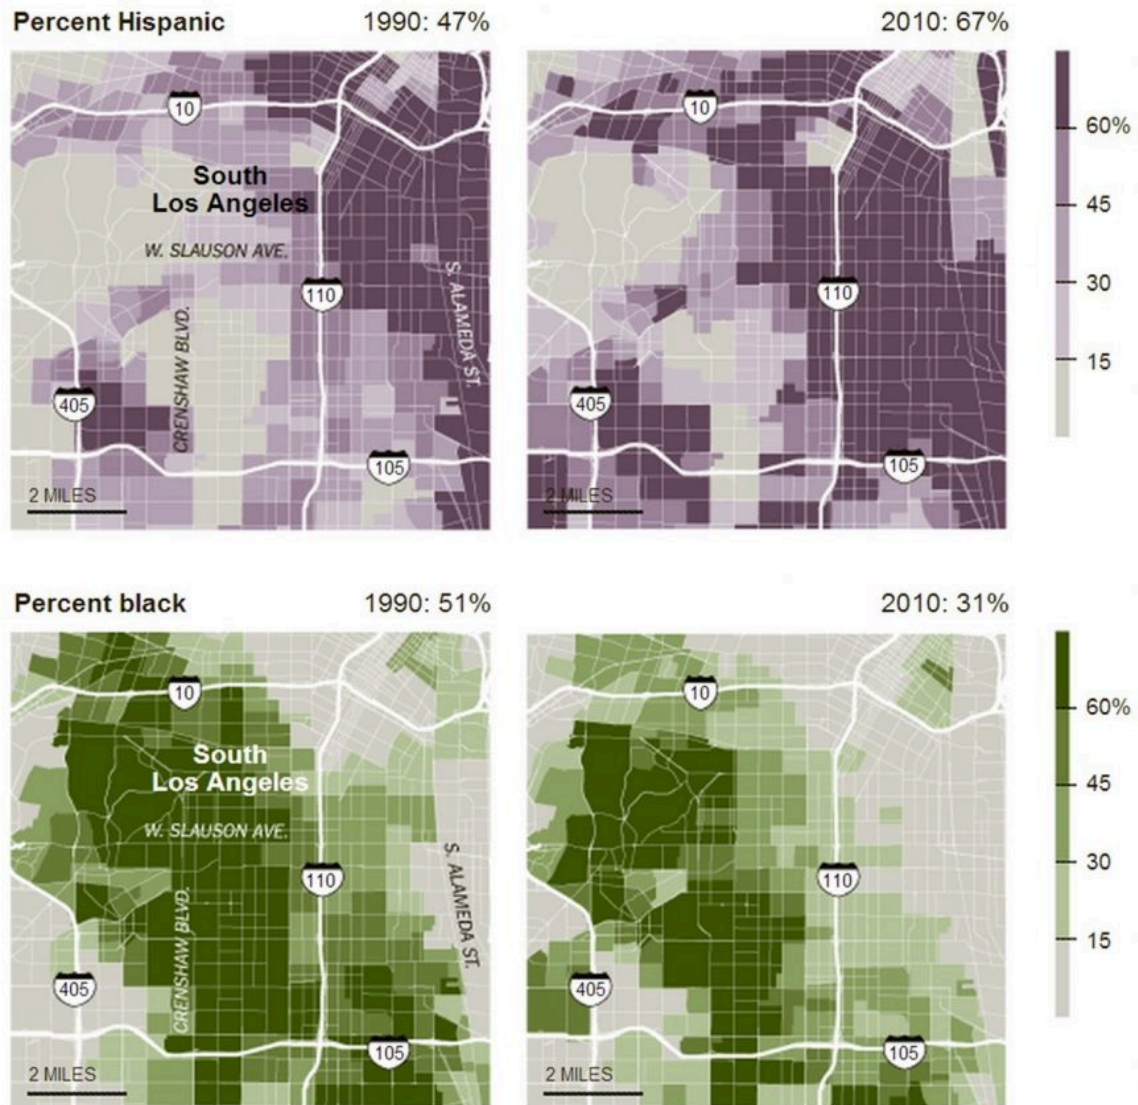 Percent Hispanic 1990: 47% 2010: 67%
10
10
60%
South
Los Angeles
45
W. SLAUSON AVE.
30
110
110
S. ALAMEDA ST.
CRENSHAW BLVD.
15
405
405
105
105
2 MILES
2 MILES
Percent black 1990: 51% 2010: 31%
10
10
60%
South
Los Angeles
45
W. SLAUSON AVE.
30
110
110
S. ALAMEDA ST.
CRENSHAW BLVD.
15
405
405
105
105
2 MILES
2 MILES